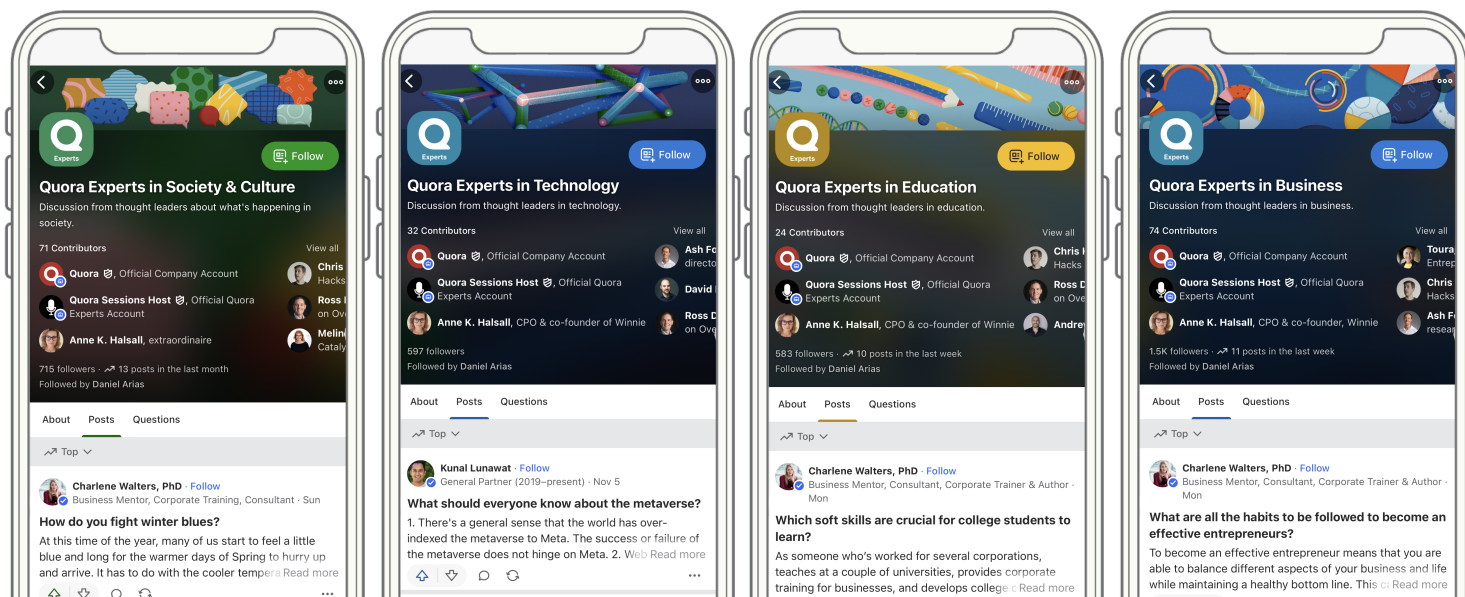 Experts
Follow
Quora Experts in Society & Culture
Discussion from thought leaders about what's happening in
society.
71 Contributors
View all
Quora, Official Company Account
Chris
Hacks
Quora Sessions Host, Official Quora
Experts Account
Ross
on Ov
Anne K. Halsall, extraordinaire
Melin
Cataly
715 followers · 13 posts in the last month
Followed by Daniel Arias
About Posts Questions
Top
Charlene Walters, PhD · Follow
Business Mentor, Corporate Training, Consultant · Sun
How do you fight winter blues?
At this time of the year, many of us start to feel a little
blue and long for the warmer days of Spring to hurry up
and arrive. It has to do with the cooler tempera Read more
Experts
Follow
Quora Experts in Technology
Discussion from thought leaders in technology.
32 Contributors
View all
Quora, Official Company Account
Ash Fo
directo
Quora Sessions Host, Official Quora
Experts Account
David
Anne K. Halsall, CPO & co-founder of Winnie
Ross D
on Ove
597 followers
Followed by Daniel Arias
About Posts Questions
Top
Kunal Lunawat · Follow
General Partner (2019–present) · Nov 5
What should everyone know about the metaverse?
1. There's a general sense that the world has over-
indexed the metaverse to Meta. The success or failure of
the metaverse does not hinge on Meta. 2. Web Read more
Experts
Follow
Quora Experts in Education
Discussion from thought leaders in education.
24 Contributors
View all
Quora, Official Company Account
Chris
Hacks
Quora Sessions Host, Official Quora
Experts Account
Ross D
on Ove
Anne K. Halsall, CPO & co-founder of Winnie
Andre
583 followers · 10 posts in the last week
Followed by Daniel Arias
About Posts Questions
Top
Charlene Walters, PhD · Follow
Business Mentor, Consultant, Corporate Trainer & Author ·
Mon
Which soft skills are crucial for college students to
learn?
As someone who's worked for several corporations,
teaches at a couple of universities, provides corporate
training for businesses, and develops college c Read more
Experts
Follow
Quora Experts in Business
Discussion from thought leaders in business.
74 Contributors
View all
Quora, Official Company Account
Toura
Entrep
Quora Sessions Host, Official Quora
Experts Account
Chris
Hacks
Anne K. Halsall, CPO & co-founder, Winnie
Ash F
resear
1.5K followers · 11 posts in the last week
Followed by Daniel Arias
About Posts Questions
Top
Charlene Walters, PhD · Follow
Business Mentor, Consultant, Corporate Trainer & Author ·
Mon
What are all the habits to be followed to become an
effective entrepreneurs?
To become an effective entrepreneur means that you are
able to balance different aspects of your business and life
while maintaining a healthy bottom line. This c Read more